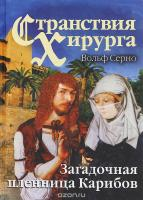 Странствия
Хирурга
Вольф Серно
Загадочная
пленница Карибов